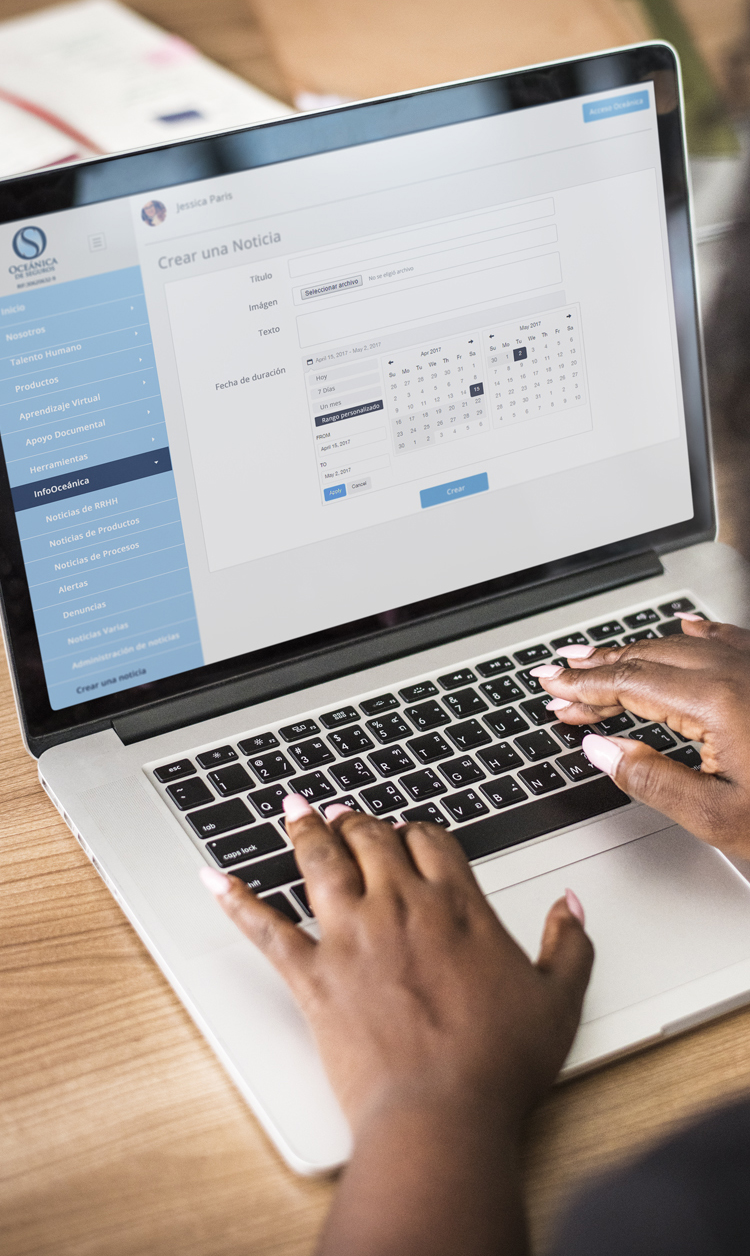 Acceso Oceánica
Jessica Paris
OCEÁNICA
DE SEGUROS
Crear una Noticia
Título
Imágen
Seleccionar archivo
No se eligió archivo
Texto
Fecha de duración
April 15, 2017 - May 2, 2017
Hoy
7 Días
Un mes
Rango personalizado
FROM
April 15, 2017
TO
May 2, 2017
Apply
Cancel
Apr 2017
Su Mo Tu We Th Fr Sa
26 27 28 29 30 31 1
2 3 4 5 6 7 8
9 10 11 12 13 14 15
16 17 18 19 20 21 22
23 24 25 26 27 28 29
30 1 2 3 4 5 6
May 2017
Su Mo Tu We Th Fr Sa
30 1 2 3 4 5 6
7 8 9 10 11 12 13
14 15 16 17 18 19 20
21 22 23 24 25 26 27
28 29 30 31 1 2 3
4 5 6 7 8 9 10
Crear
Inicio
Nosotros
Talento Humano
Productos
Aprendizaje Virtual
Apoyo Documental
Herramientas
InfoOceánica
Noticias de RRHH
Noticias de Productos
Noticias de Procesos
Alertas
Denuncias
Noticias Varias
Administración de noticias
Crear una noticia
esc
tab
caps lock
Q W E R T Y U
D F G H J K
V B N M